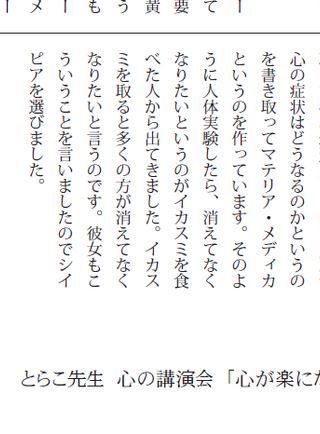 ー
て
要
黄
う
も
ー
メ
ー
心の症状はどうなるのかというの
を書き取ってマテリア・メディカ
というのを作っています。そのよ
うに人体実験したら、消えてなく
なりたいというのがイカスミを食
べた人から出てきました。イカス
ミを取ると多くの方が消えてなく
なりたいと言うのです。彼女もこ
ういうことを言いましたのでシイ
ピアを選びました。
とらこ先生 心の講演会 「心が楽に